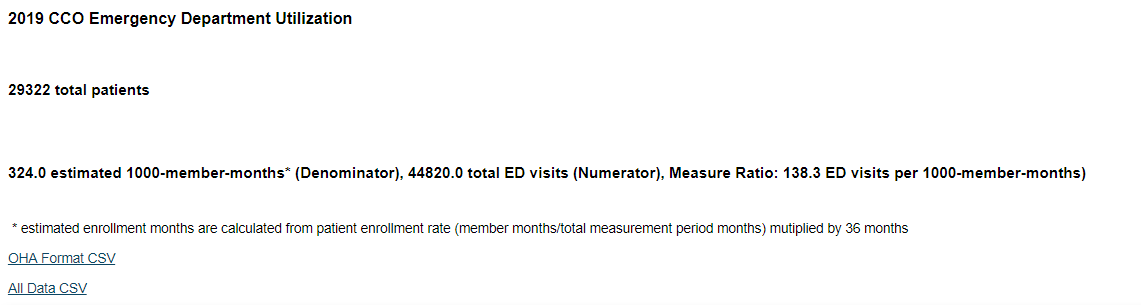 2019 CCO Emergency Department Utilization
29322 total patients
324.0 estimated 1000-member-months* (Denominator), 44820.0 total ED visits (Numerator), Measure Ratio: 138.3 ED visits per 1000-member-months)
* estimated enrollment months are calculated from patient enrollment rate (member months/total measurement period months) mutiplied by 36 months
OHA Format CSV
All Data CSV